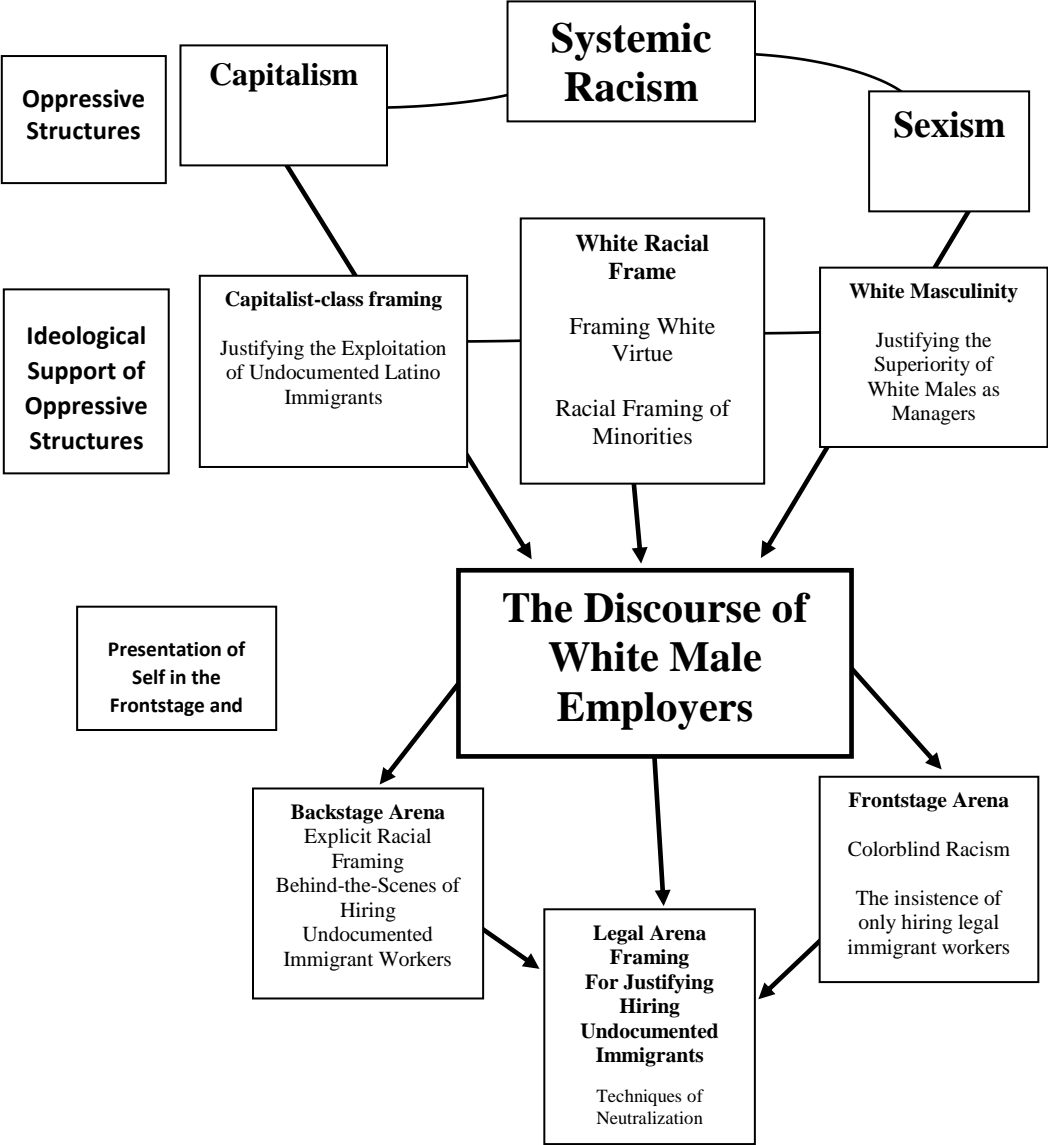 Oppressive
Structures
Capitalism
Systemic
Racism
Sexism
Ideological
Support of
Oppressive
Structures
Capitalist-class framing
Justifying the Exploitation
of Undocumented Latino
Immigrants
White Racial
Frame
Framing White
Virtue
Racial Framing of
Minorities
White Masculinity
Justifying the
Superiority of
White Males as
Managers
Presentation of
Self in the
Frontstage and
The Discourse of
White Male
Employers
Backstage Arena
Explicit Racial
Framing
Behind-the-Scenes of
Hiring
Undocumented
Immigrant Workers
Legal Arena
Framing
For Justifying
Hiring
Undocumented
Immigrants
Techniques of
Neutralization
Frontstage Arena
Colorblind Racism
The insistence of
only hiring legal
immigrant workers